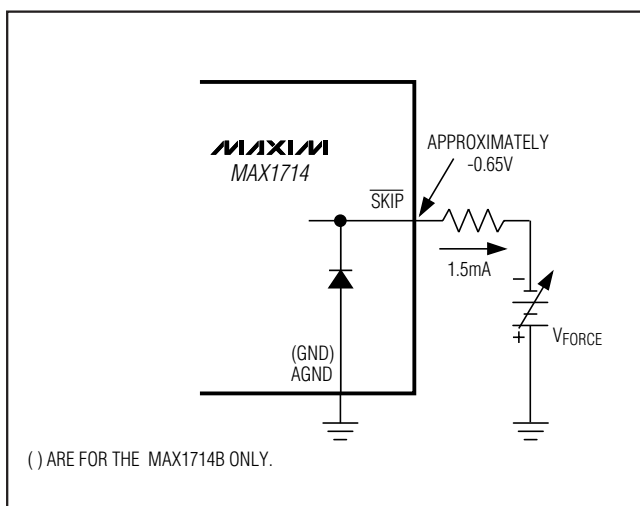 MAXIM
MAX1714
APPROXIMATELY
-0.65V
SKIP
1.5mA
−
+
VFORCE
(GND)
AGND
( ) ARE FOR THE MAX1714B ONLY.